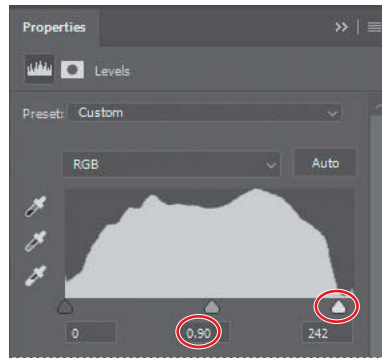 Properties
Levels
Preset: Custom
RGB Auto
0 0.90 242